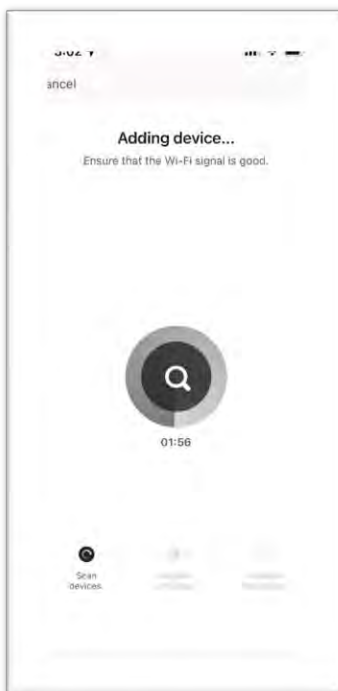 ancel
Adding device...
Ensure that the Wi-Fi signal is good.
01:56
Scan
devices.